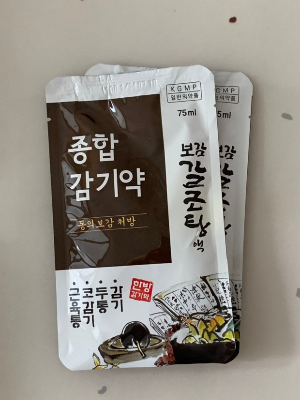 KGMP
일반의약품
75ml
종합
감기약
동의보감 처방
보감
갈근탕액
한방
감기약
감기
두통
코감기
근육통